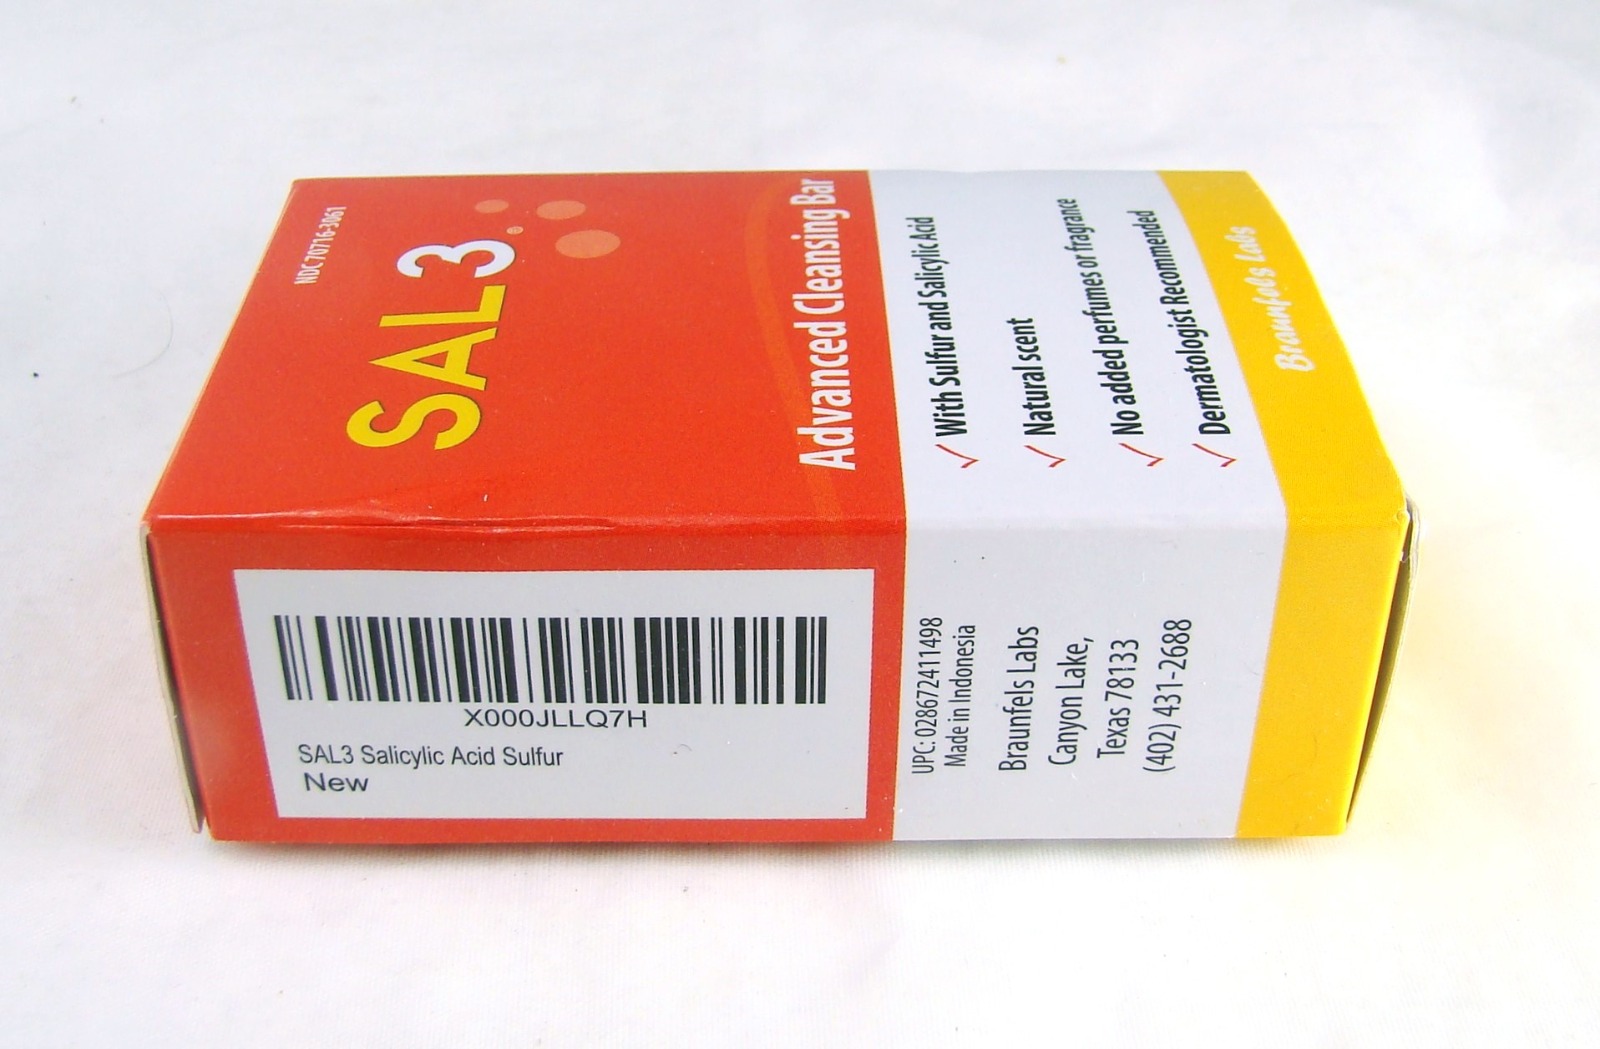 NDC 70716-3061
SAL3®
Advanced Cleansing Bar
✓ With Sulfur and Salicylic Acid
✓ Natural scent
✓ No added perfumes or fragrance
✓ Dermatologist Recommended
Braunfels Labs
X000JLLQ7H
SAL3 Salicylic Acid Sulfur
New
UPC: 028672411498
Made in Indonesia
Braunfels Labs
Canyon Lake,
Texas 78133
(402) 431-2688